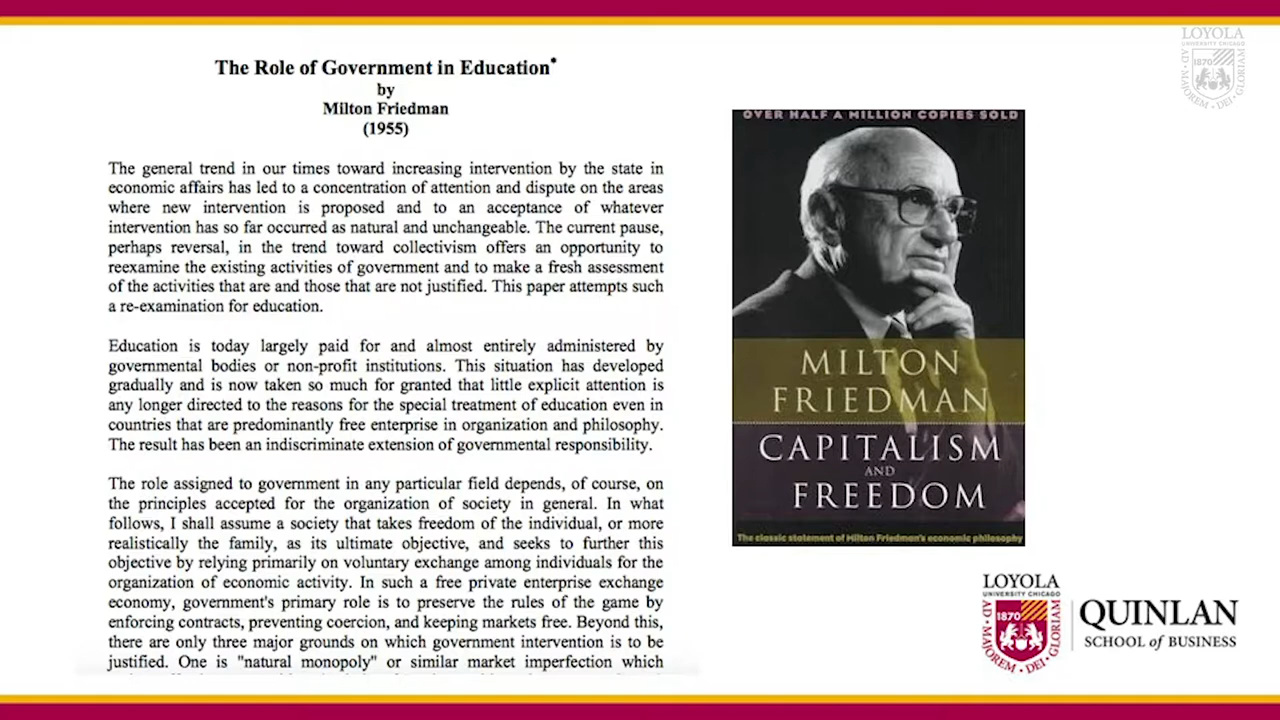 The Role of Government in Education*
by
Milton Friedman
(1955)
The general trend in our times toward increasing intervention by the state in
economic affairs has led to a concentration of attention and dispute on the areas
where new intervention is proposed and to an acceptance of whatever
intervention has so far occurred as natural and unchangeable. The current pause,
perhaps reversal, in the trend toward collectivism offers an opportunity to
reexamine the existing activities of government and to make a fresh assessment
of the activities that are and those that are not justified. This paper attempts such
a re-examination for education.
Education is today largely paid for and almost entirely administered by
governmental bodies or non-profit institutions. This situation has developed
gradually and is now taken so much for granted that little explicit attention is
any longer directed to the reasons for the special treatment of education even in
countries that are predominantly free enterprise in organization and philosophy.
The result has been an indiscriminate extension of governmental responsibility.
The role assigned to government in any particular field depends, of course, on
the principles accepted for the organization of society in general. In what
follows, I shall assume a society that takes freedom of the individual, or more
realistically the family, as its ultimate objective, and seeks to further this
objective by relying primarily on voluntary exchange among individuals for the
organization of economic activity. In such a free private enterprise exchange
economy, government's primary role is to preserve the rules of the game by
enforcing contracts, preventing coercion, and keeping markets free. Beyond this,
there are only three major grounds on which government intervention is to be
justified. One is "natural monopoly" or similar market imperfection which
OVER HALF A MILLION COPIES SOLD
MILTON
FRIEDMAN
CAPITALISM
AND
FREEDOM
The classic statement of Milton Friedman's economic philosophy
LOYOLA
UNIVERSITY CHICAGO
1870
AD • MAJOREM • DEI • GLORIAM
LOYOLA
UNIVERSITY CHICAGO
1870
AD • MAJOREM • DEI • GLORIAM
QUINLAN
SCHOOL of BUSINESS